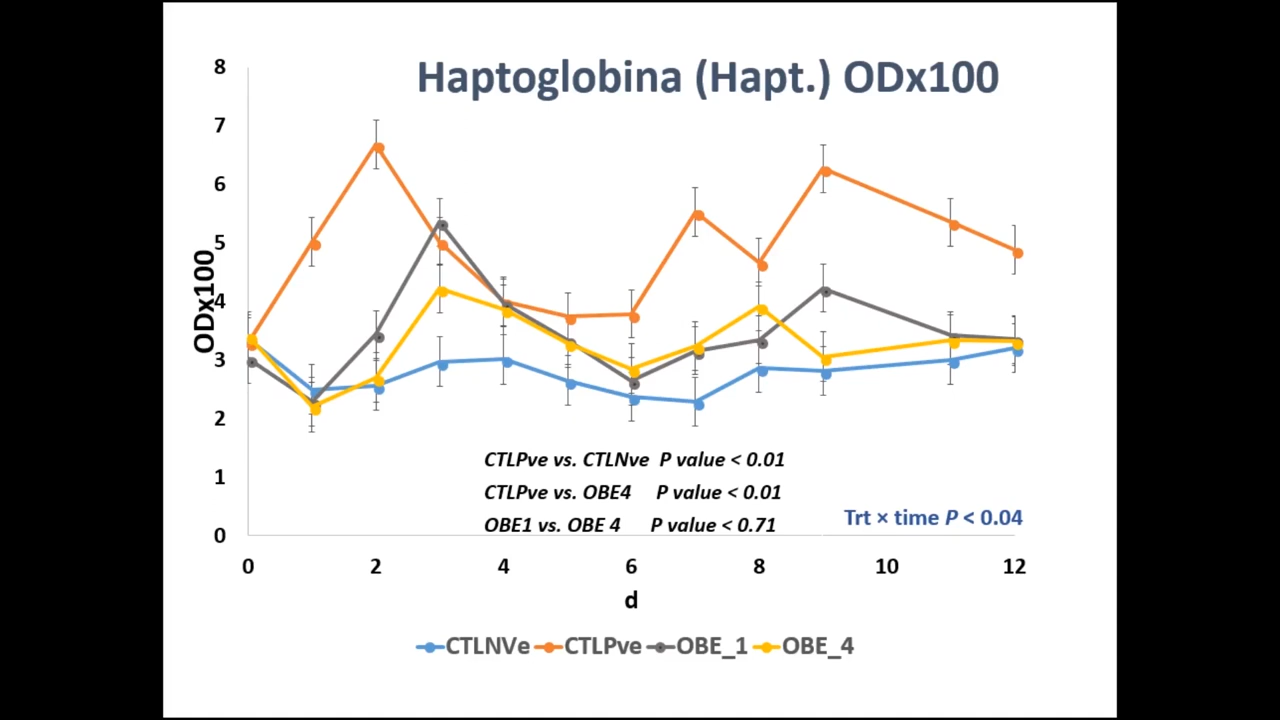 Haptoglobina (Hapt.) ODx100
8
7
6
5
4
3
2
1
0
ODx100
CTLPve vs. CTLNve P value < 0.01
CTLPve vs. OBE4 P value < 0.01
OBE1 vs. OBE 4 P value < 0.71
Trt × time P < 0.04
0 2 4 6 8 10 12
d
CTLNVe CTLPve OBE_1 OBE_4